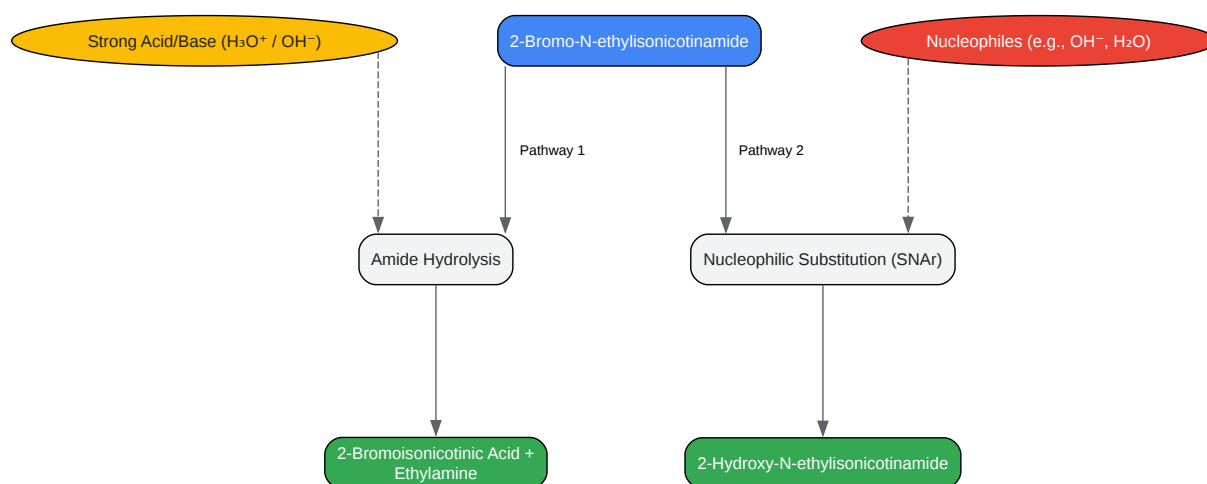 Strong Acid/Base (H₃O⁺ / OH⁻)
2-Bromo-N-ethylisonicotinamide
Nucleophiles (e.g., OH⁻, H₂O)
Pathway 1
Pathway 2
Amide Hydrolysis
Nucleophilic Substitution (SNAr)
2-Bromoisonicotinic Acid +
Ethylamine
2-Hydroxy-N-ethylisonicotinamide